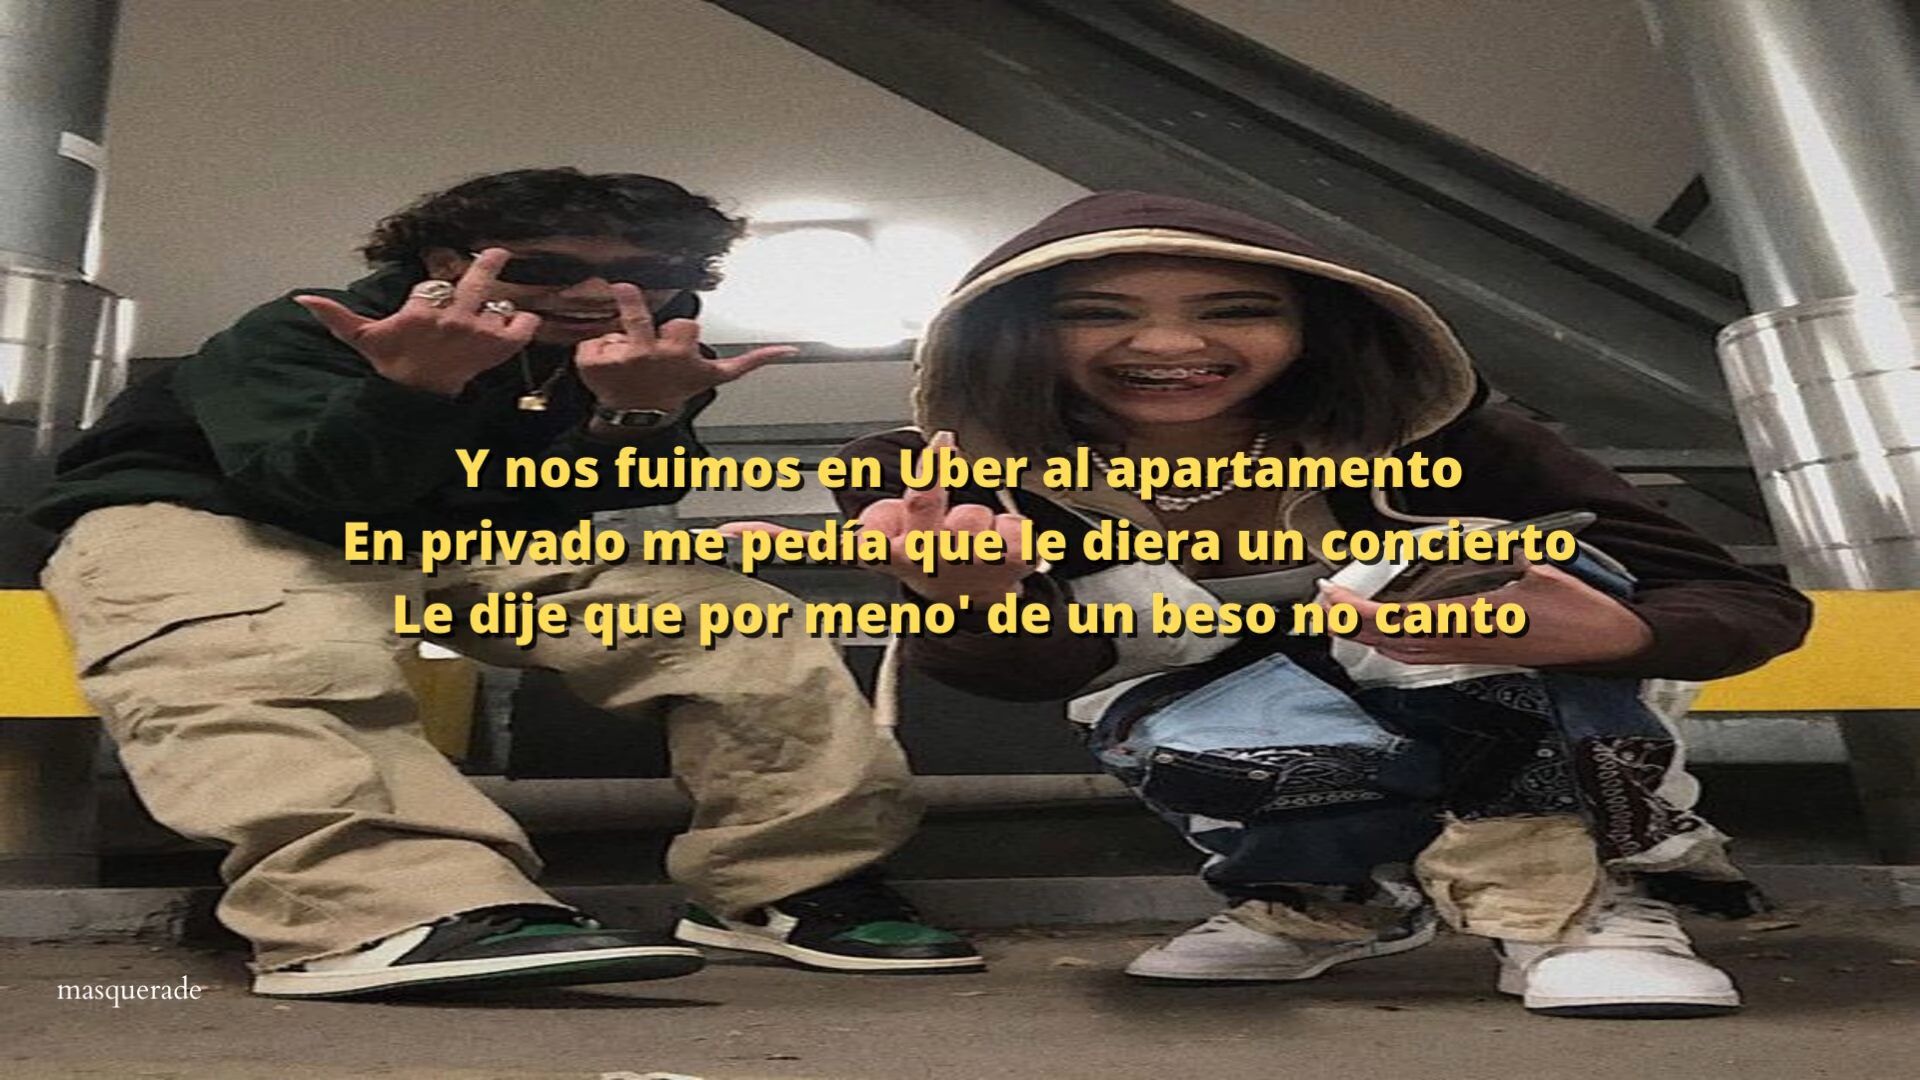 Y nos fuimos en Uber al apartamento
En privado me pedía que le diera un concierto
Le dije que por meno' de un beso no canto
masquerade